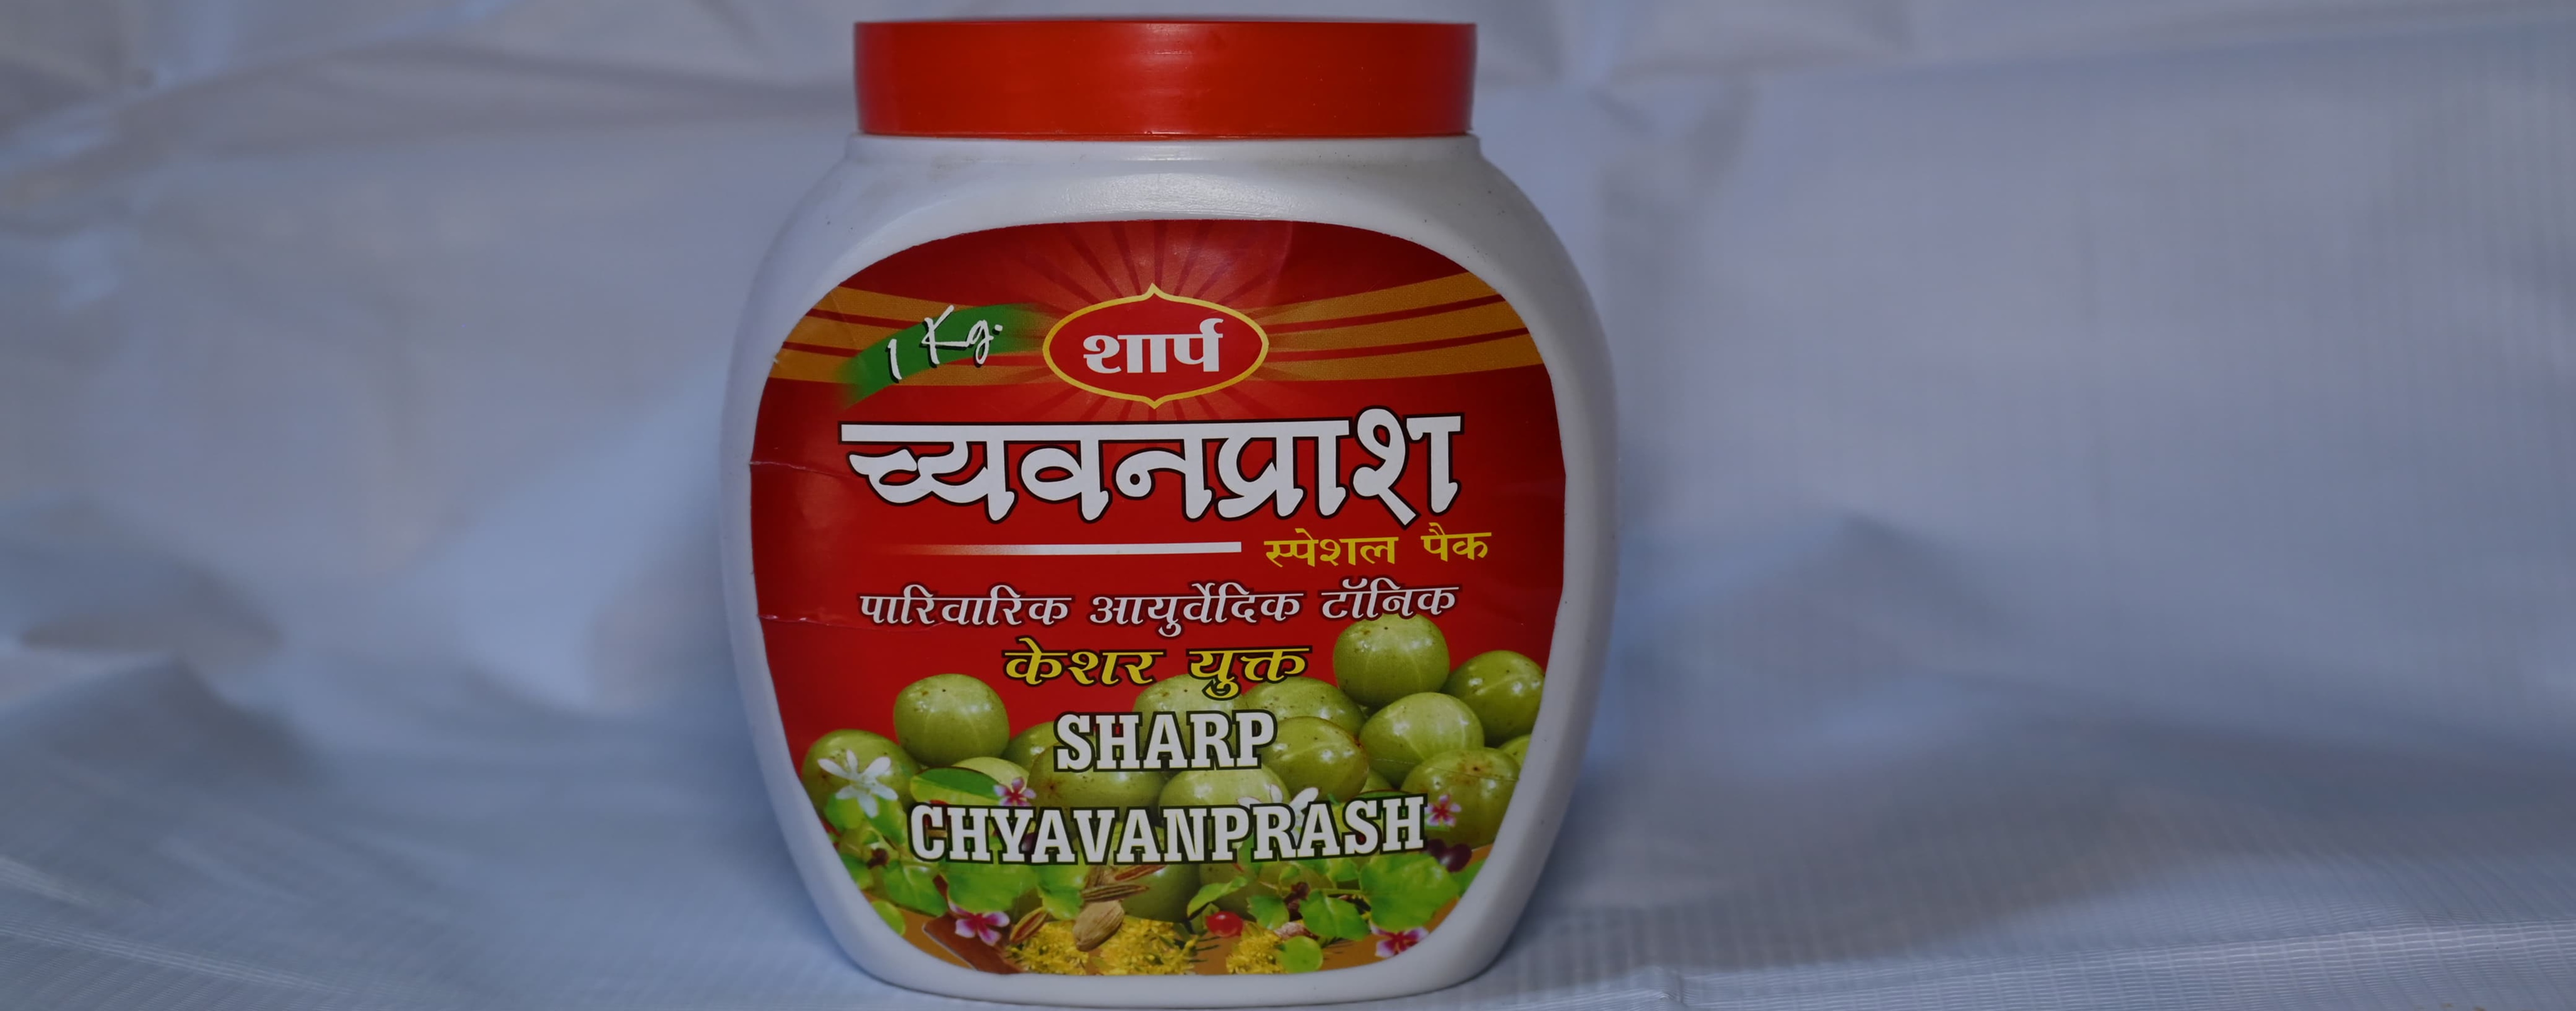 1 Kg.
शार्प
च्यवनप्राश
स्पेशल पैक
पारिवारिक आयुर्वेदिक टॉनिक
केशर युक्त
SHARP
CHYAVANPRASH